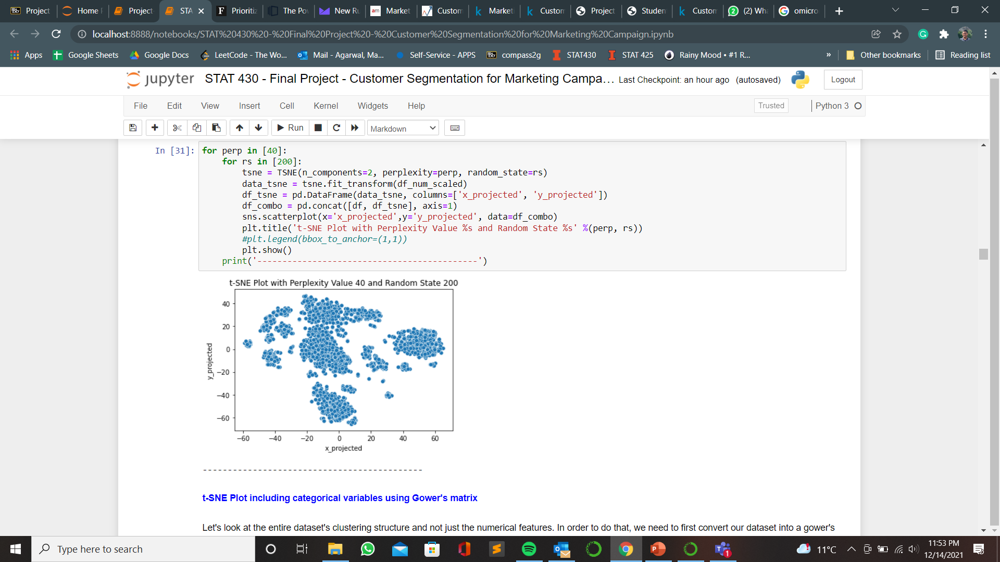 Bb Project
Home
Project
STA
F Prioritiz
The Po
New Ru
am Market
Custom
k Marketi
k Custom
Project
Studen
k Custom
2 (2) Wha
G omicro
localhost:8888/notebooks/STAT%20430%20-%20Final%20Project%20-%20Customer%20Segmentation%20for%20Marketing%20Campaign.ipynb
Apps
Google Sheets
Google Docs
LeetCode - The Wo...
Mail - Agarwal, Ma...
Self-Service - APPS
Bb compass2g
STAT430
STAT 425
Rainy Mood • #1 R...
»
Other bookmarks
Reading list
jupyter STAT 430 - Final Project - Customer Segmentation for Marketing Campa... Last Checkpoint: an hour ago (autosaved)
Logout
File Edit View Insert Cell Kernel Widgets Help
Trusted
Python 3
Run
Markdown
In [31]: for perp in [40]:
for rs in [200]:
tsne = TSNE(n_components=2, perplexity=perp, random_state=rs)
data_tsne = tsne.fit_transform(df_num_scaled)
df_tsne = pd.DataFrame(data_tsne, columns=['x_projected', 'y_projected'])
df_combo = pd.concat([df, df_tsne], axis=1)
sns.scatterplot(x='x_projected',y='y_projected', data=df_combo)
plt.title('t-SNE Plot with Perplexity Value %s and Random State %s' %(perp, rs))
#plt.legend(bbox_to_anchor=(1,1))
plt.show()
print('--------------------------------------------')
t-SNE Plot with Perplexity Value 40 and Random State 200
40
20
0
−20
−40
−60
y_projected
−60 −40 −20 0 20 40 60
x_projected
--------------------------------------------
t-SNE Plot including categorical variables using Gower's matrix
Let's look at the entire dataset's clustering structure and not just the numerical features. In order to do that, we need to first convert our dataset into a gower's
Type here to search
P
1
11°C
11:53 PM
12/14/2021